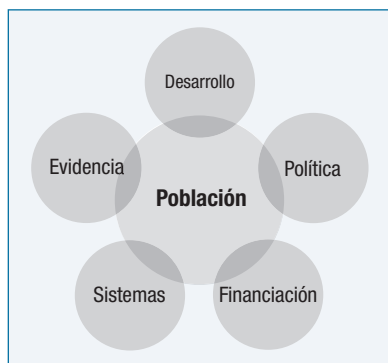 Desarrollo
Evidencia
Política
Población
Sistemas
Financiación